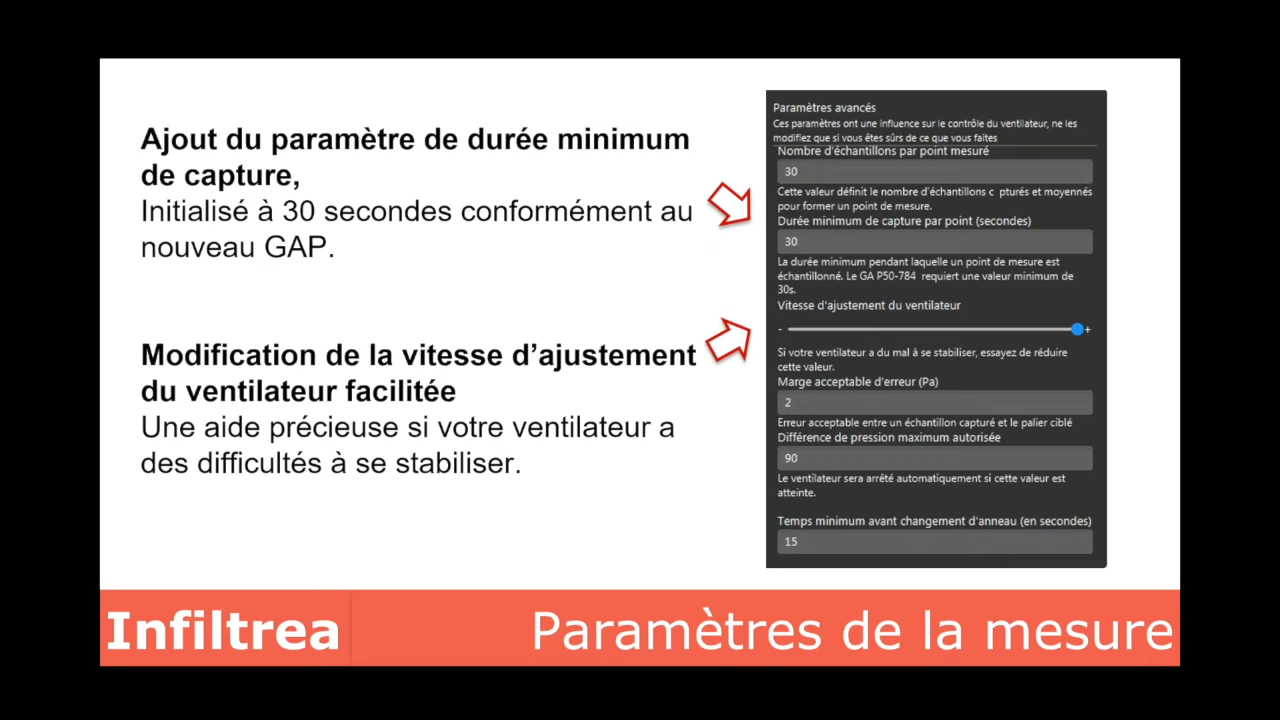 Ajout du paramètre de durée minimum
de capture,
Initialisé à 30 secondes conformément au
nouveau GAP.
Modification de la vitesse d'ajustement
du ventilateur facilitée
Une aide précieuse si votre ventilateur a
des difficultés à se stabiliser.
Paramètres avancés
Ces paramètres ont une influence sur le contrôle du ventilateur, ne les
modifiez que si vous êtes sûrs de ce que vous faites
Nombre d'échantillons par point mesuré
30
Cette valeur définit le nombre d'échantillons c pturés et moyennés
pour former un point de mesure.
Durée minimum de capture par point (secondes)
30
La durée minimum pendant laquelle un point de mesure est
échantillonné. Le GA P50-784 requiert une valeur minimum de
30s.
Vitesse d'ajustement du ventilateur
- +
Si votre ventilateur a du mal à se stabiliser, essayez de réduire
cette valeur.
Marge acceptable d'erreur (Pa)
2
Erreur acceptable entre un échantillon capturé et le palier ciblé
Différence de pression maximum autorisée
90
Le ventilateur sera arrêté automatiquement si cette valeur est
atteinte.
Temps minimum avant changement d'anneau (en secondes)
15
Infiltrea
Paramètres de la mesure